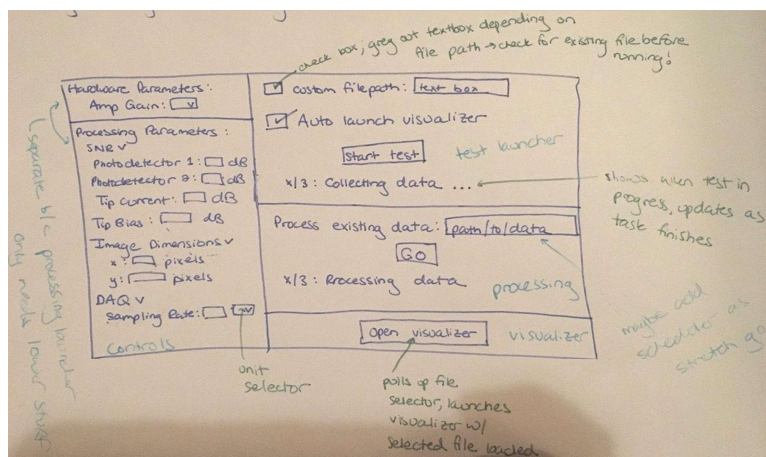 check box, grey out textbox depending on
file path → check for existing file before
running!
Hardware Parameters:
Amp Gain: v
custom filepath: text box
Auto launch visualizer
Start test
test launcher
x/3: Collecting data ...
shows when test in
progress, updates as
task finishes
Processing Parameters:
SNR v
Photodetector 1: dB
Photodetector 2: dB
Tip Current: dB
Tip Bias: dB
Image Dimensions v
x: pixels
y: pixels
DAQ v
Sampling Rate:
controls
Process existing data: path/to/data
GO
x/3: Processing data
processing
Open visualizer
visualizer
unit
selector
pulls up file
selector, launches
visualizer w/
selected file loaded
separate b/c processing launcher
only needs lower stuff
maybe add
scheduler as
stretch